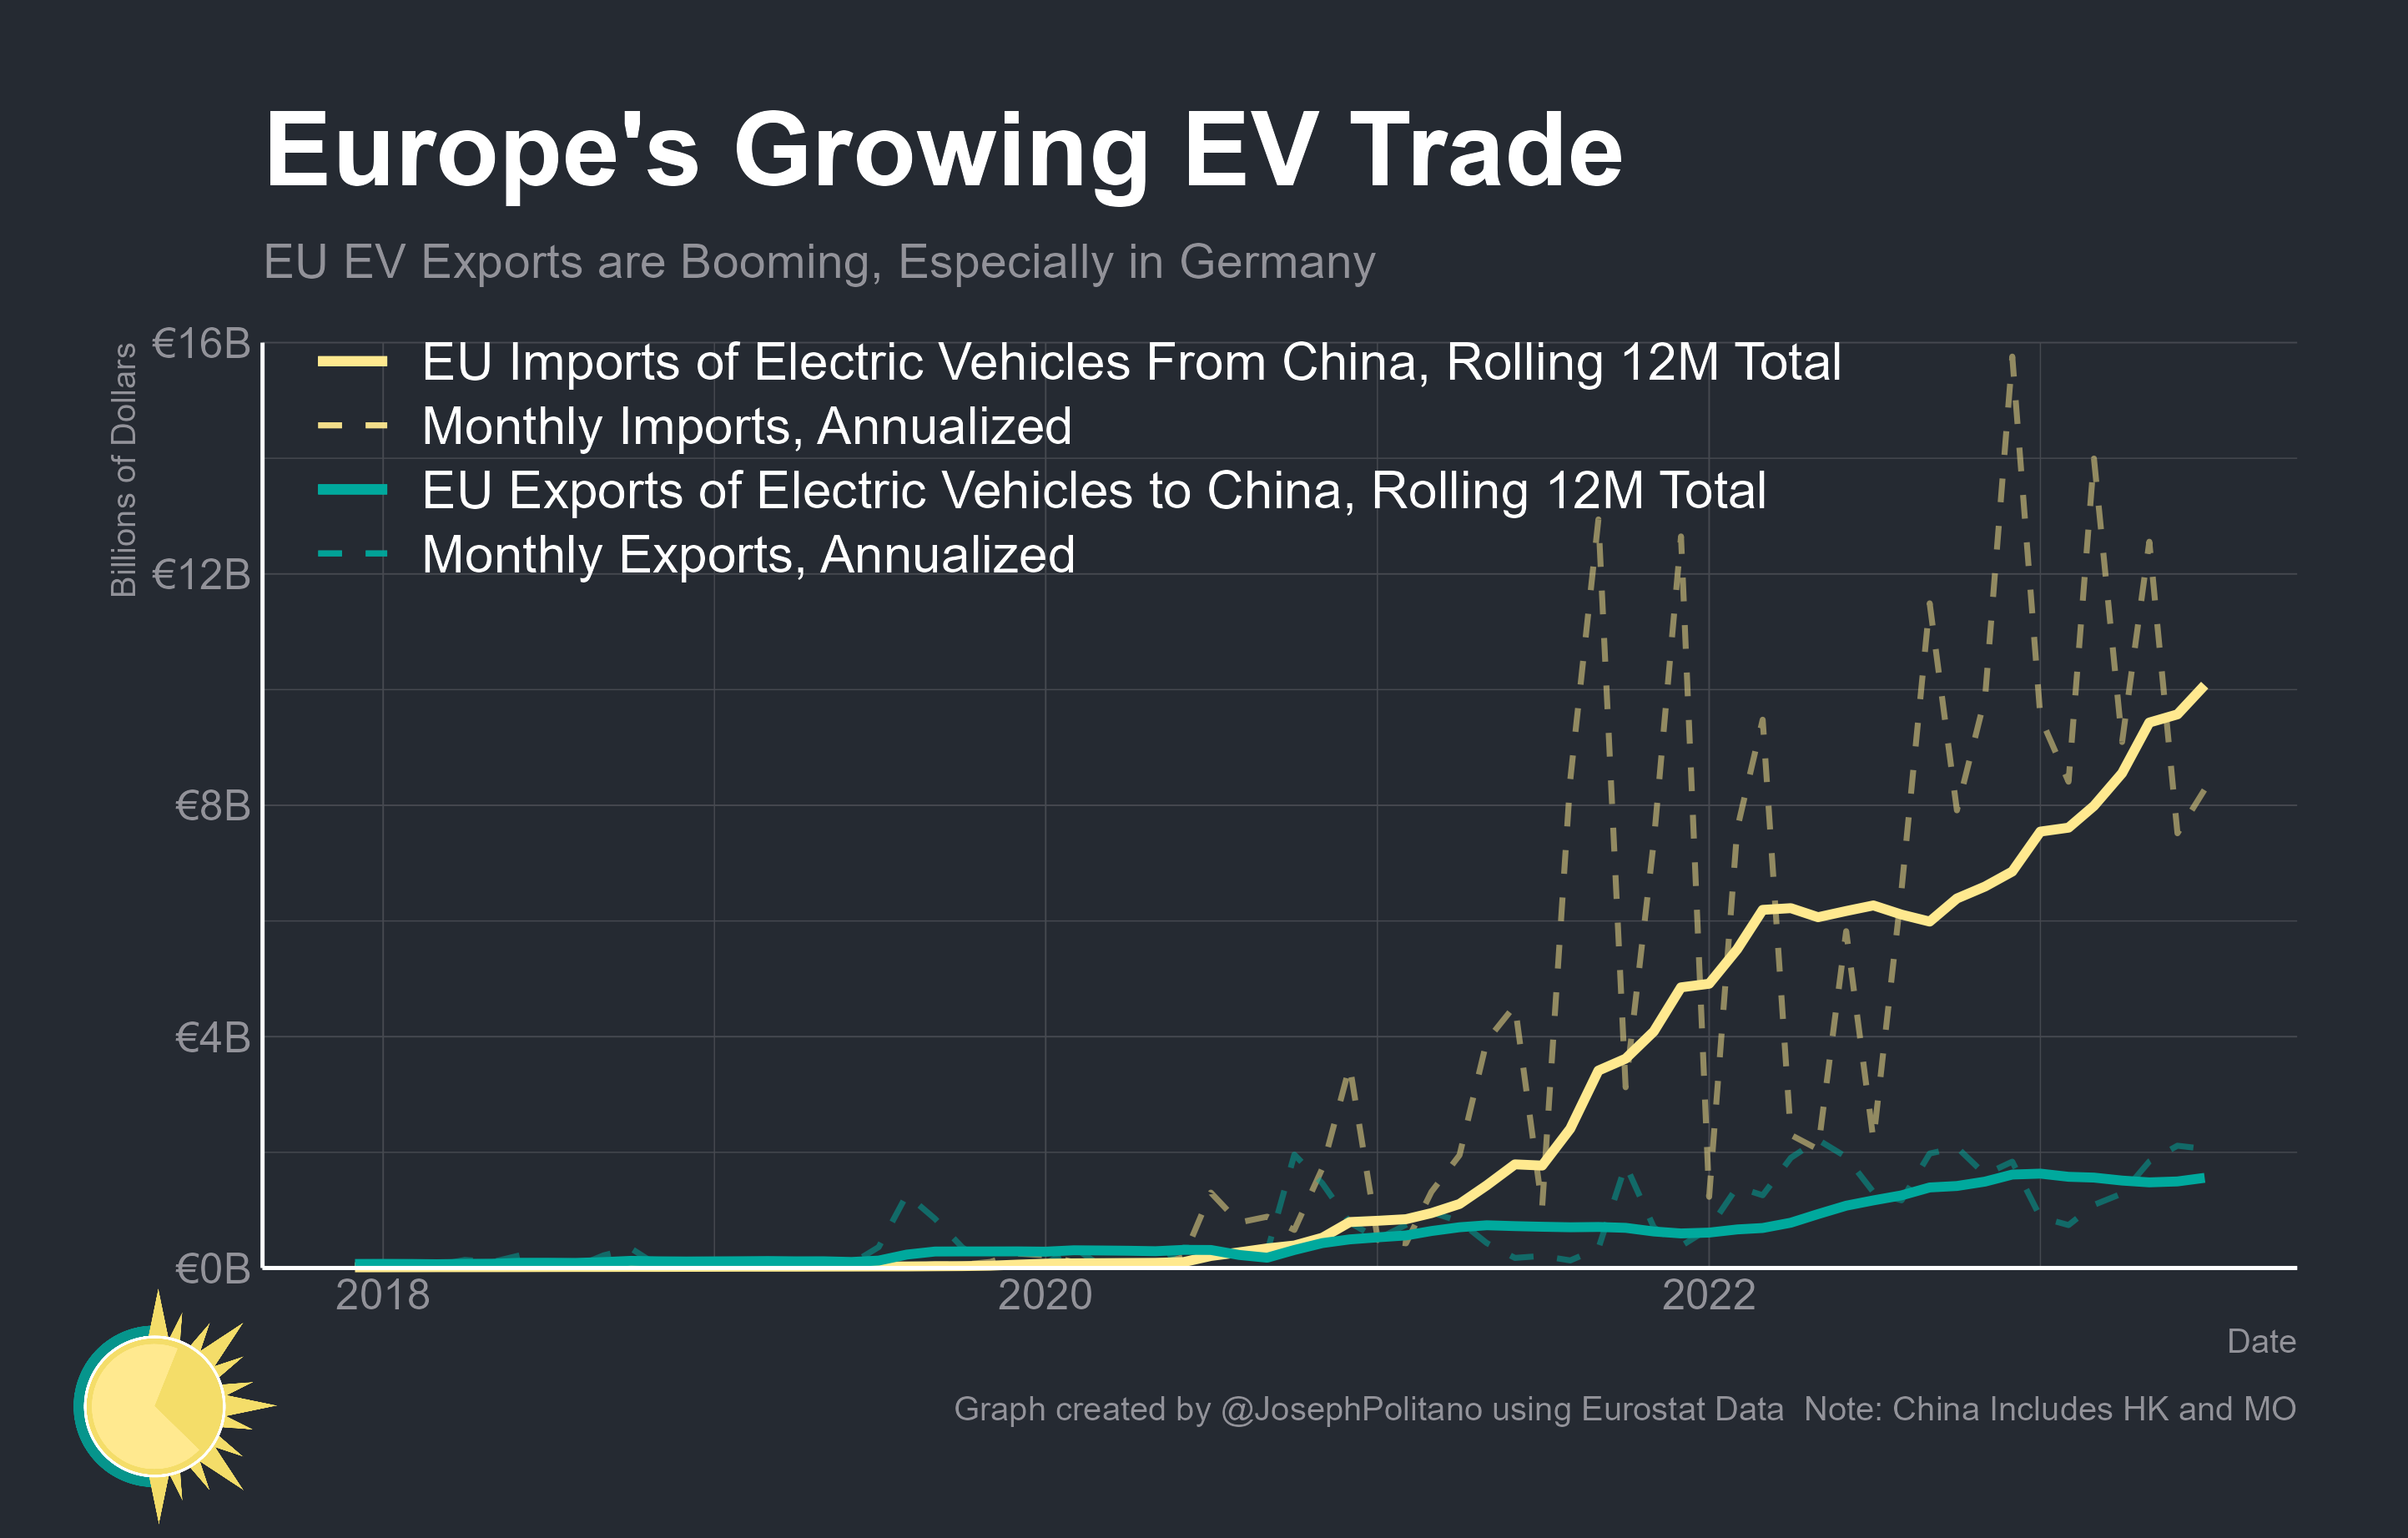 Europe's Growing EV Trade
EU EV Exports are Booming, Especially in Germany
Billions of Dollars
€16B
€12B
€8B
€4B
€0B
EU Imports of Electric Vehicles From China, Rolling 12M Total
Monthly Imports, Annualized
EU Exports of Electric Vehicles to China, Rolling 12M Total
Monthly Exports, Annualized
2018 2020 2022
Date
Graph created by @JosephPolitano using Eurostat Data Note: China Includes HK and MO